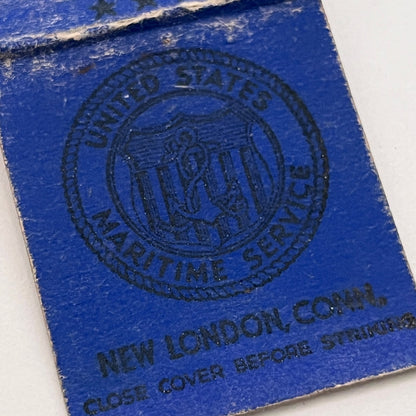 UNITED STATES
MARITIME SERVICE
NEW LONDON, CONN.
CLOSE COVER BEFORE STRIKING